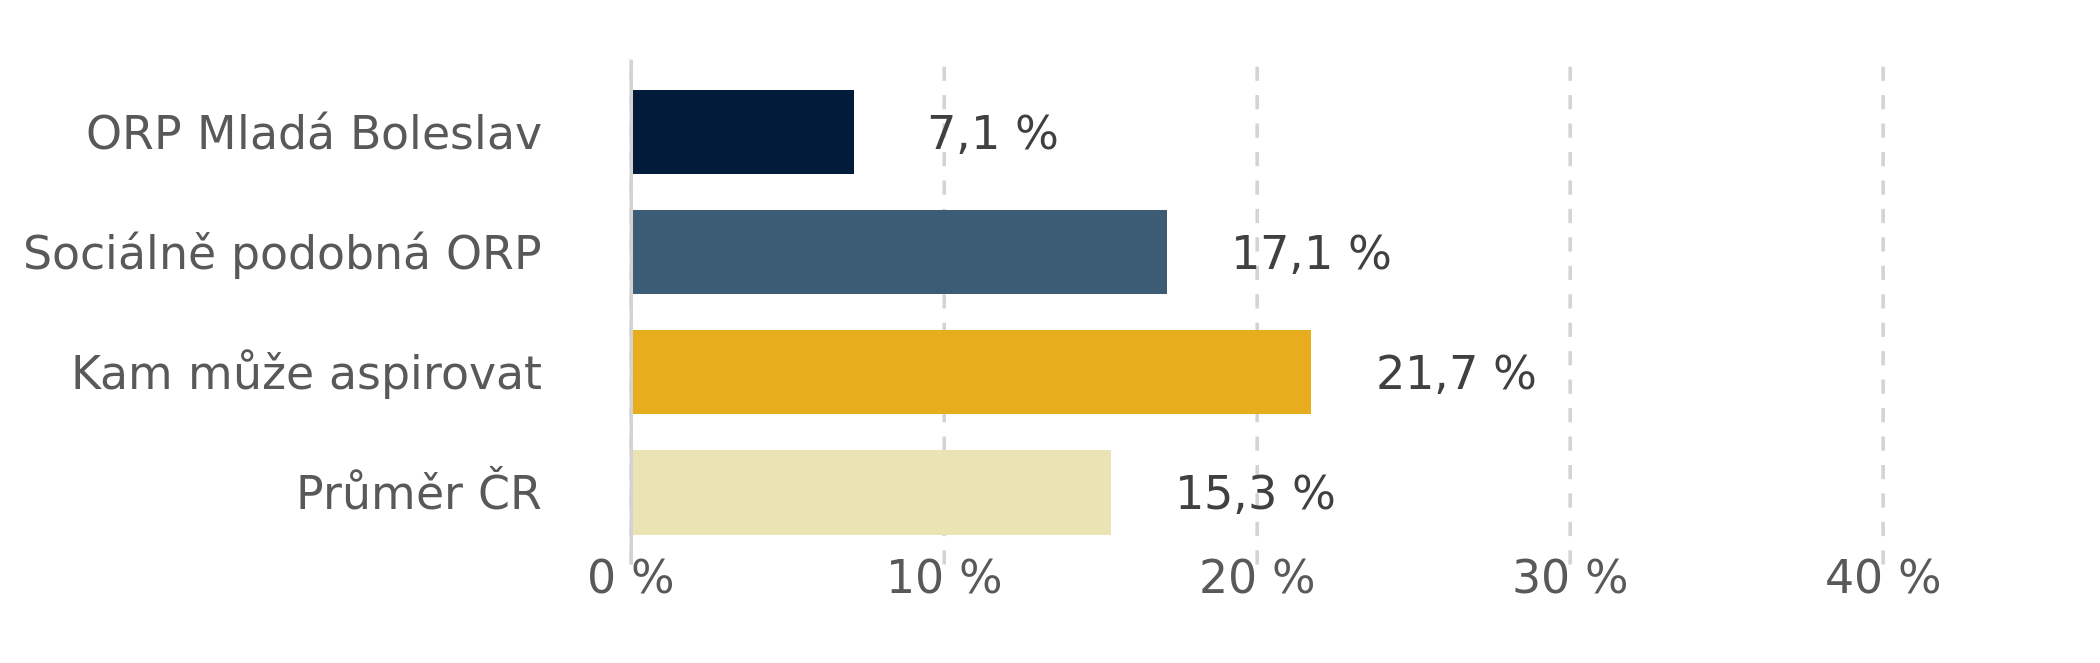 ORP Mladá Boleslav 7,1 %
Sociálně podobná ORP 17,1 %
Kam může aspirovat 21,7 %
Průměr ČR 15,3 %
0 % 10 % 20 % 30 % 40 %